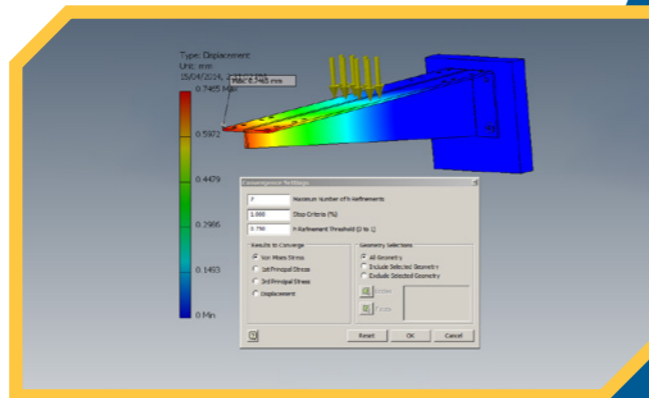 Type: Displacement
Unit: mm
15/04/2014,
Max: 0.7465 mm
0.7465 Max
0.5972
0.4479
0.2986
0.1493
0 Min
Convergence Settings
Maximum Number of h Refinements
1.000 Stop Criteria (%)
0.750 h Refinement Threshold (0 to 1)
Results to Converge
Von Mises Stress
1st Principal Stress
3rd Principal Stress
Displacement
Geometry Selections
All Geometry
Include Selected Geometry
Exclude Selected Geometry
Faces
Reset OK Cancel